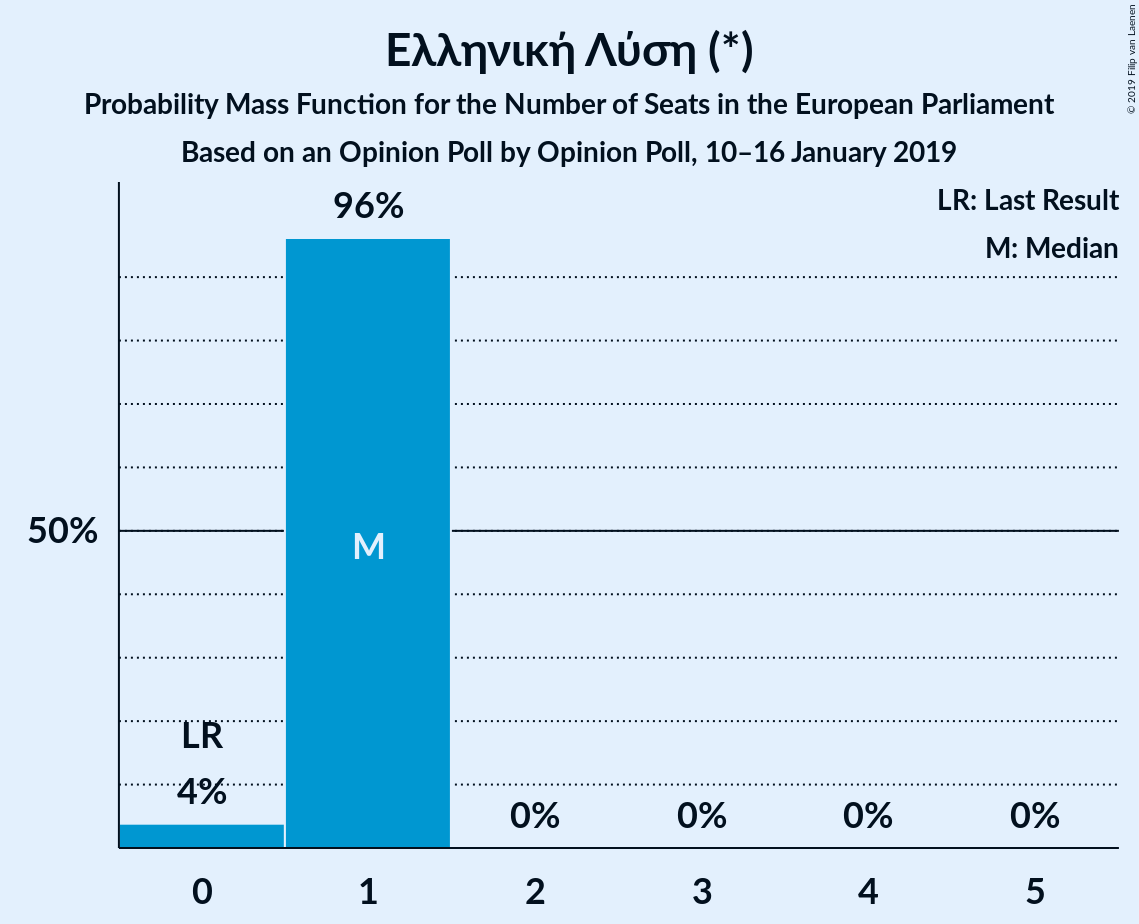 Ελληνική Λύση (*)
Probability Mass Function for the Number of Seats in the European Parliament
Based on an Opinion Poll by Opinion Poll, 10–16 January 2019
© 2019 Filip van Laenen
LR: Last Result
M: Median
96%
50%
M
LR
4%
0% 0% 0% 0%
0 1 2 3 4 5